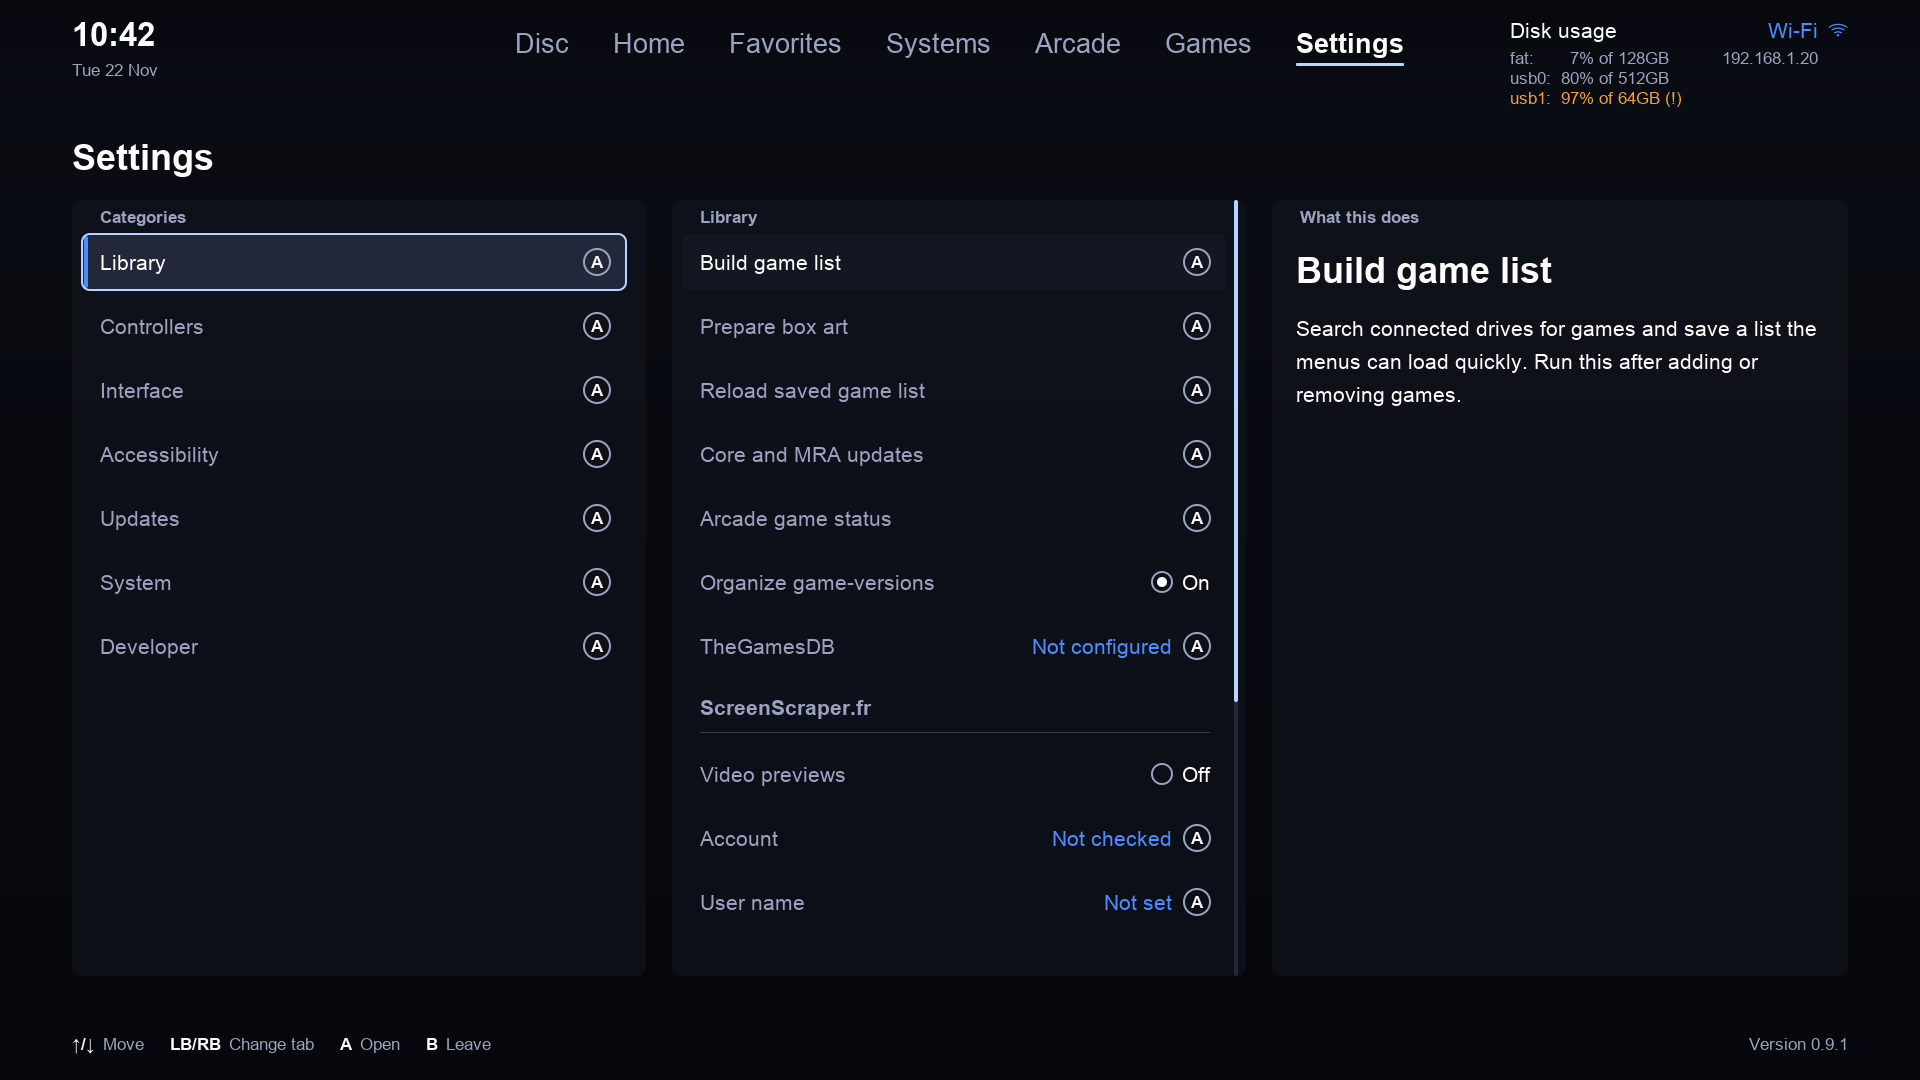 10:42
Tue 22 Nov
Disc Home Favorites Systems Arcade Games Settings
Disk usage
fat: 7% of 128GB
usb0: 80% of 512GB
usb1: 97% of 64GB (!)
Wi-Fi
192.168.1.20
Settings
Categories
Library A
Controllers A
Interface A
Accessibility A
Updates A
System A
Developer A
Library
Build game list A
Prepare box art A
Reload saved game list A
Core and MRA updates A
Arcade game status A
Organize game-versions On
TheGamesDB Not configured A
ScreenScraper.fr
Video previews Off
Account Not checked A
User name Not set A
What this does
Build game list
Search connected drives for games and save a list the
menus can load quickly. Run this after adding or
removing games.
↑/↓ Move LB/RB Change tab A Open B Leave
Version 0.9.1